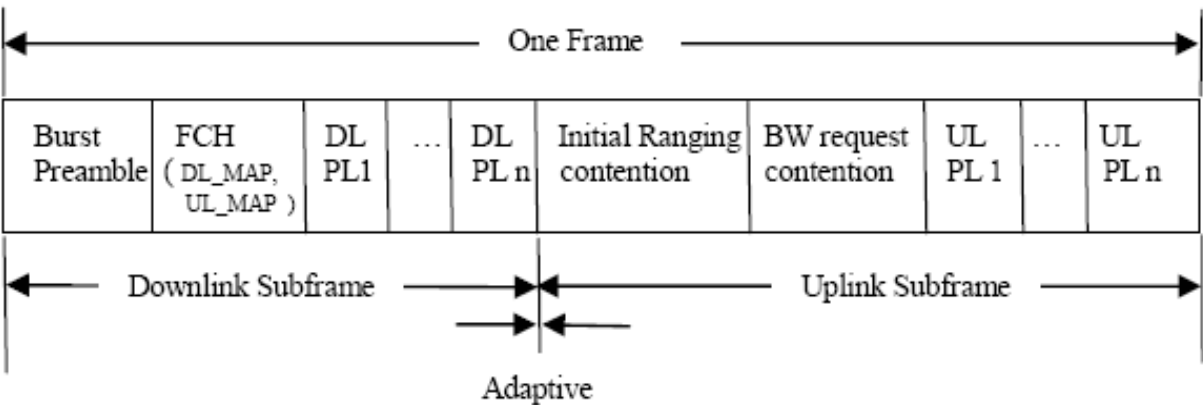 One Frame
Burst Preamble
FCH
( DL_MAP,
UL_MAP )
DL
PL1
...
DL
PL n
Initial Ranging
contention
BW request
contention
UL
PL 1
...
UL
PL n
Downlink Subframe
Uplink Subframe
Adaptive